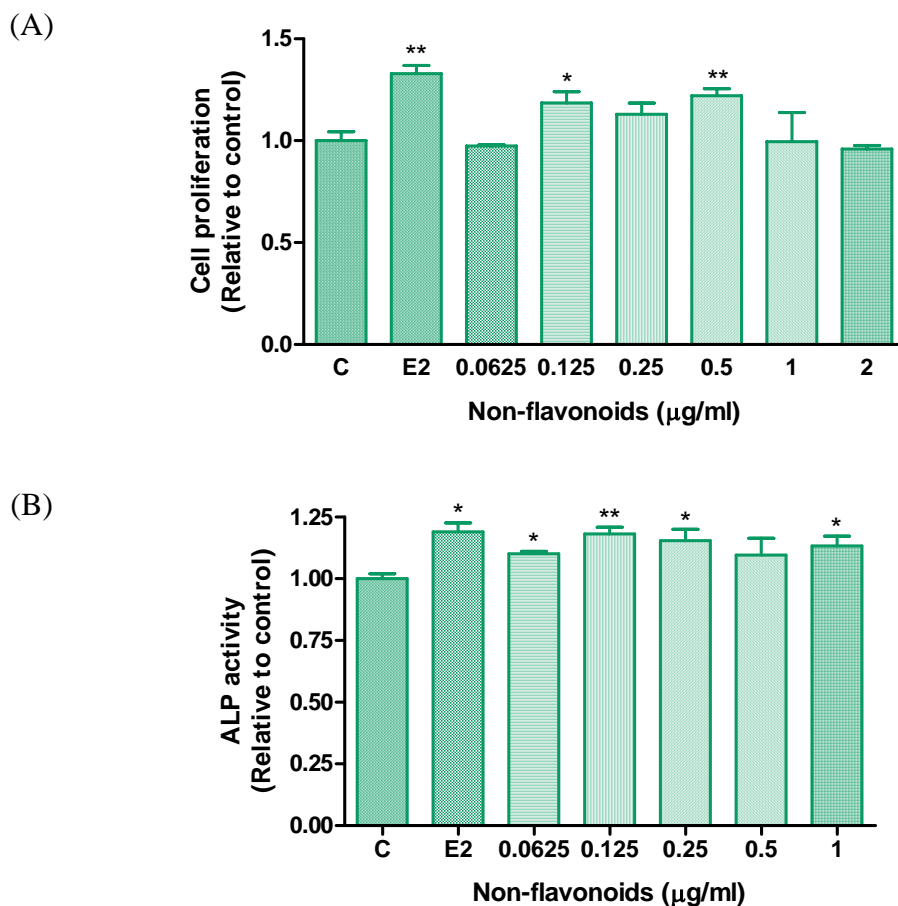 (A)
Cell proliferation
(Relative to control)
1.5
1.0
0.5
0.0
** * **
C E2 0.0625 0.125 0.25 0.5 1 2
Non-flavonoids (μg/ml)
(B)
ALP activity
(Relative to control)
1.25
1.00
0.75
0.50
0.25
0.00
* * ** * *
C E2 0.0625 0.125 0.25 0.5 1
Non-flavonoids (μg/ml)